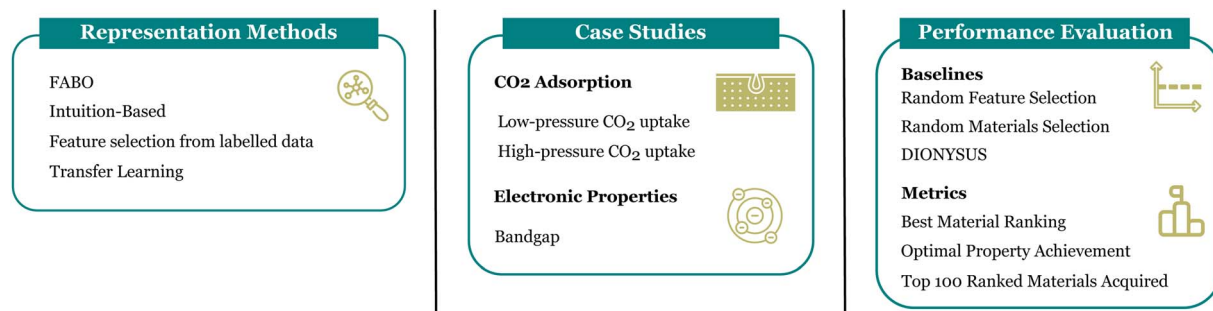 Representation Methods
FABO
Intuition-Based
Feature selection from labelled data
Transfer Learning
Case Studies
CO2 Adsorption
Low-pressure CO₂ uptake
High-pressure CO₂ uptake
Electronic Properties
Bandgap
Performance Evaluation
Baselines
Random Feature Selection
Random Materials Selection
DIONYSUS
Metrics
Best Material Ranking
Optimal Property Achievement
Top 100 Ranked Materials Acquired